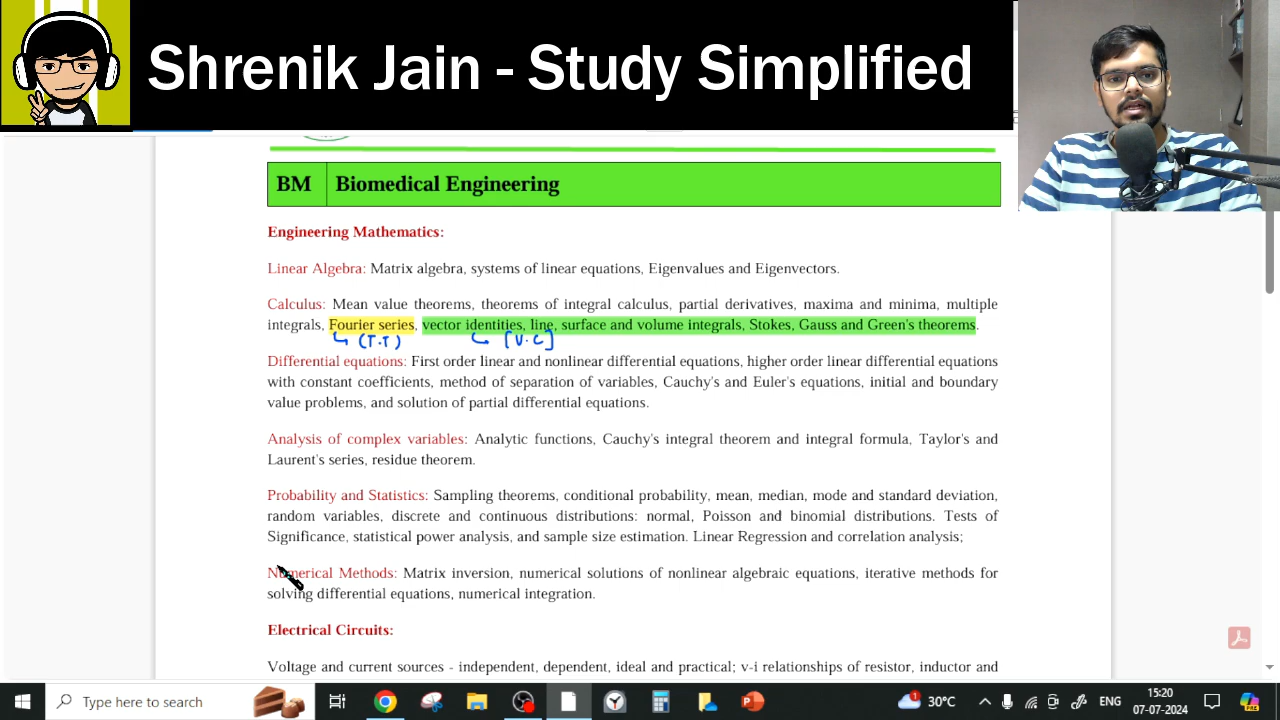 Shrenik Jain - Study Simplified
BM Biomedical Engineering
Engineering Mathematics:
Linear Algebra: Matrix algebra, systems of linear equations, Eigenvalues and Eigenvectors.
Calculus: Mean value theorems, theorems of integral calculus, partial derivatives, maxima and minima, multiple
integrals, Fourier series, vector identities, line, surface and volume integrals, Stokes, Gauss and Green's theorems.
(T.T) [V.C]
Differential equations: First order linear and nonlinear differential equations, higher order linear differential equations
with constant coefficients, method of separation of variables, Cauchy's and Euler's equations, initial and boundary
value problems, and solution of partial differential equations.
Analysis of complex variables: Analytic functions, Cauchy's integral theorem and integral formula, Taylor's and
Laurent's series, residue theorem.
Probability and Statistics: Sampling theorems, conditional probability, mean, median, mode and standard deviation,
random variables, discrete and continuous distributions: normal, Poisson and binomial distributions. Tests of
Significance, statistical power analysis, and sample size estimation. Linear Regression and correlation analysis;
Numerical Methods: Matrix inversion, numerical solutions of nonlinear algebraic equations, iterative methods for
solving differential equations, numerical integration.
Electrical Circuits:
Voltage and current sources - independent, dependent, ideal and practical; v-i relationships of resistor, inductor and
Type here to search
1
30°C
ENG
15:20
07-07-2024